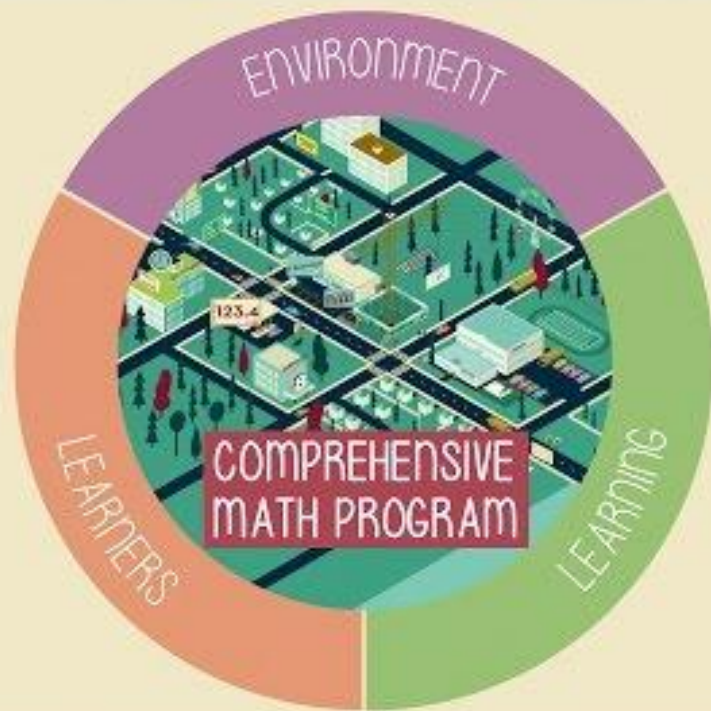 ENVIRONMENT
123.4
COMPREHENSIVE
MATH PROGRAM
LEARNERS
LEARNING